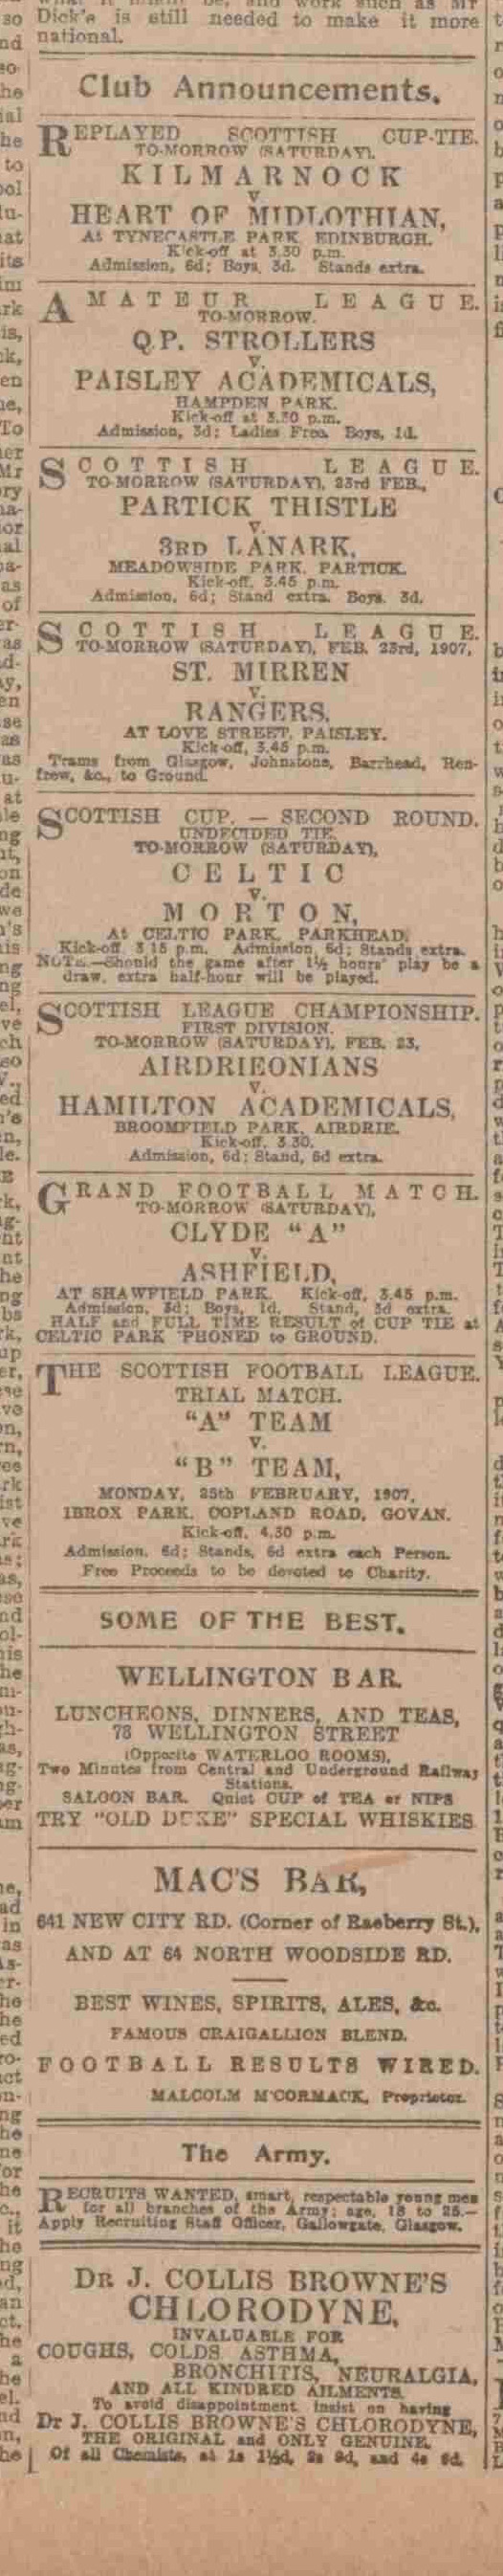 Dick's is still needed to make it more
national.
Club Announcements.
REPLAYED SCOTTISH CUP-TIE.
TO-MORROW (SATURDAY).
KILMARNOCK
v
HEART OF MIDLOTHIAN,
At TYNECASTLE PARK, EDINBURGH.
Kick-off at 3.30 p.m.
Admission, 6d; Boys, 3d. Stands extra.
AMATEUR LEAGUE.
TO-MORROW.
Q.P. STROLLERS
v.
PAISLEY ACADEMICALS,
HAMPDEN PARK.
Kick-off at 3.30 p.m.
Admission, 3d; Ladies Free. Boys, 1d.
SCOTTISH LEAGUE.
TO-MORROW (SATURDAY), 23rd FEB.,
PARTICK THISTLE
v.
3RD LANARK,
MEADOWSIDE PARK, PARTICK.
Kick-off, 3.45 p.m.
Admission, 6d; Stand extra. Boys, 3d.
SCOTTISH LEAGUE.
TO-MORROW (SATURDAY), FEB. 23rd, 1907,
ST. MIRREN
v.
RANGERS,
AT LOVE STREET, PAISLEY.
Kick-off, 3.45 p.m.
Trams from Glasgow, Johnstone, Barrhead, Ren-
frew, &c., to Ground.
SCOTTISH CUP. — SECOND ROUND.
UNDECIDED TIE.
TO-MORROW (SATURDAY),
CELTIC
v.
MORTON,
At CELTIC PARK, PARKHEAD.
Kick-off 3.15 p.m. Admission, 6d; Stands extra.
NOTE.—Should the game after 1½ hours' play be a
draw, extra half-hour will be played.
SCOTTISH LEAGUE CHAMPIONSHIP.
FIRST DIVISION.
TO-MORROW (SATURDAY), FEB. 23,
AIRDRIEONIANS
v.
HAMILTON ACADEMICALS,
BROOMFIELD PARK, AIRDRIE.
Kick-off, 3.30.
Admission, 6d; Stand, 6d extra.
GRAND FOOTBALL MATCH.
TO-MORROW (SATURDAY),
CLYDE "A"
v.
ASHFIELD,
AT SHAWFIELD PARK. Kick-off, 3.45 p.m.
Admission, 3d; Boys, 1d. Stand, 3d extra.
HALF and FULL TIME RESULT of CUP TIE at
CELTIC PARK 'PHONED to GROUND.
THE SCOTTISH FOOTBALL LEAGUE.
TRIAL MATCH.
"A" TEAM
v.
"B" TEAM,
MONDAY, 25th FEBRUARY, 1907,
IBROX PARK, COPLAND ROAD, GOVAN.
Kick-off, 4.30 p.m.
Admission, 6d; Stands, 6d extra each Person.
Free Proceeds to be devoted to Charity.
SOME OF THE BEST.
WELLINGTON BAR.
LUNCHEONS, DINNERS, AND TEAS,
78 WELLINGTON STREET
(Opposite WATERLOO ROOMS),
Two Minutes from Central and Underground Railway
Stations.
SALOON BAR. Quiet CUP of TEA or NIPS
TRY "OLD DUKE" SPECIAL WHISKIES
MAC'S BAR,
641 NEW CITY RD. (Corner of Raeberry St.),
AND AT 64 NORTH WOODSIDE RD.
BEST WINES, SPIRITS, ALES, &c.
FAMOUS CRAIGALLION BLEND.
FOOTBALL RESULTS WIRED.
MALCOLM M'CORMACK, Proprietor.
The Army.
RECRUITS WANTED, smart, respectable young men
for all branches of the Army; age, 18 to 25.—
Apply Recruiting Staff Officer, Gallowgate, Glasgow.
DR J. COLLIS BROWNE'S
CHLORODYNE,
INVALUABLE FOR
COUGHS, COLDS, ASTHMA,
BRONCHITIS, NEURALGIA,
AND ALL KINDRED AILMENTS.
To avoid disappointment insist on having
Dr J. COLLIS BROWNE'S CHLORODYNE,
THE ORIGINAL and ONLY GENUINE.
Of all Chemists, at 1s 1½d, 2s 9d, and 4s 6d.